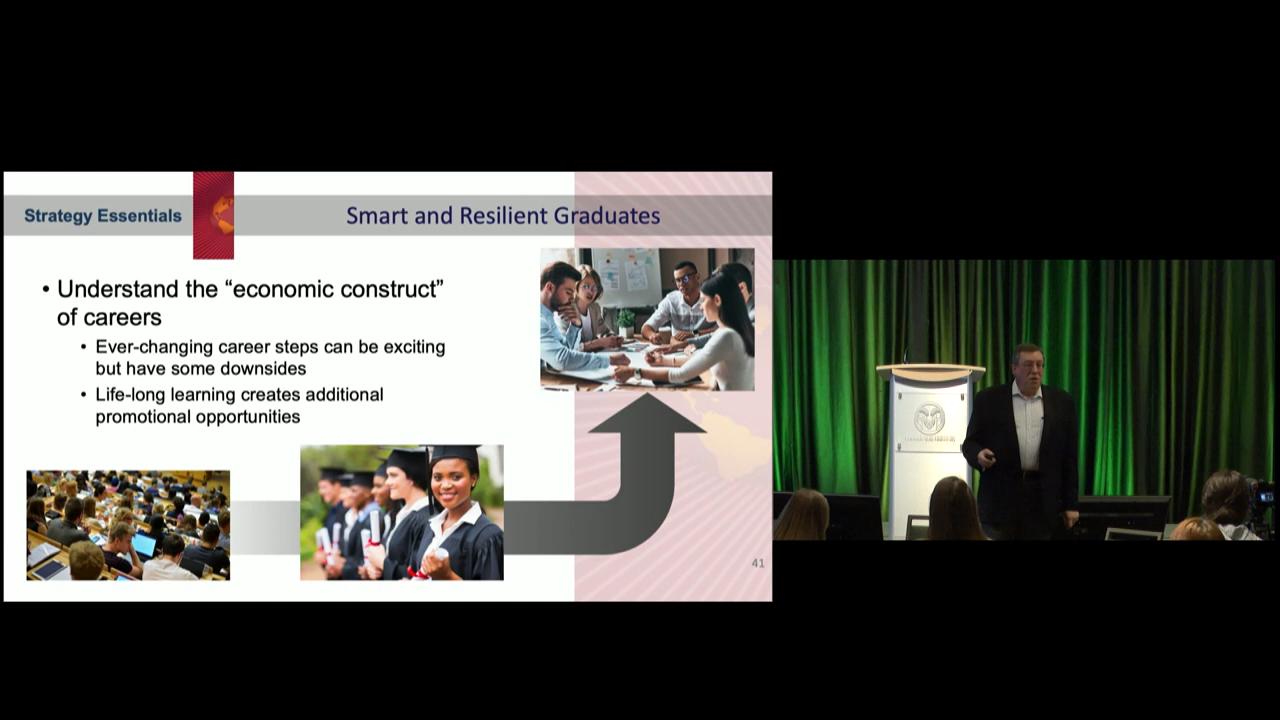 Strategy Essentials
Smart and Resilient Graduates
• Understand the “economic construct”
of careers
• Ever-changing career steps can be exciting
but have some downsides
• Life-long learning creates additional
promotional opportunities
41